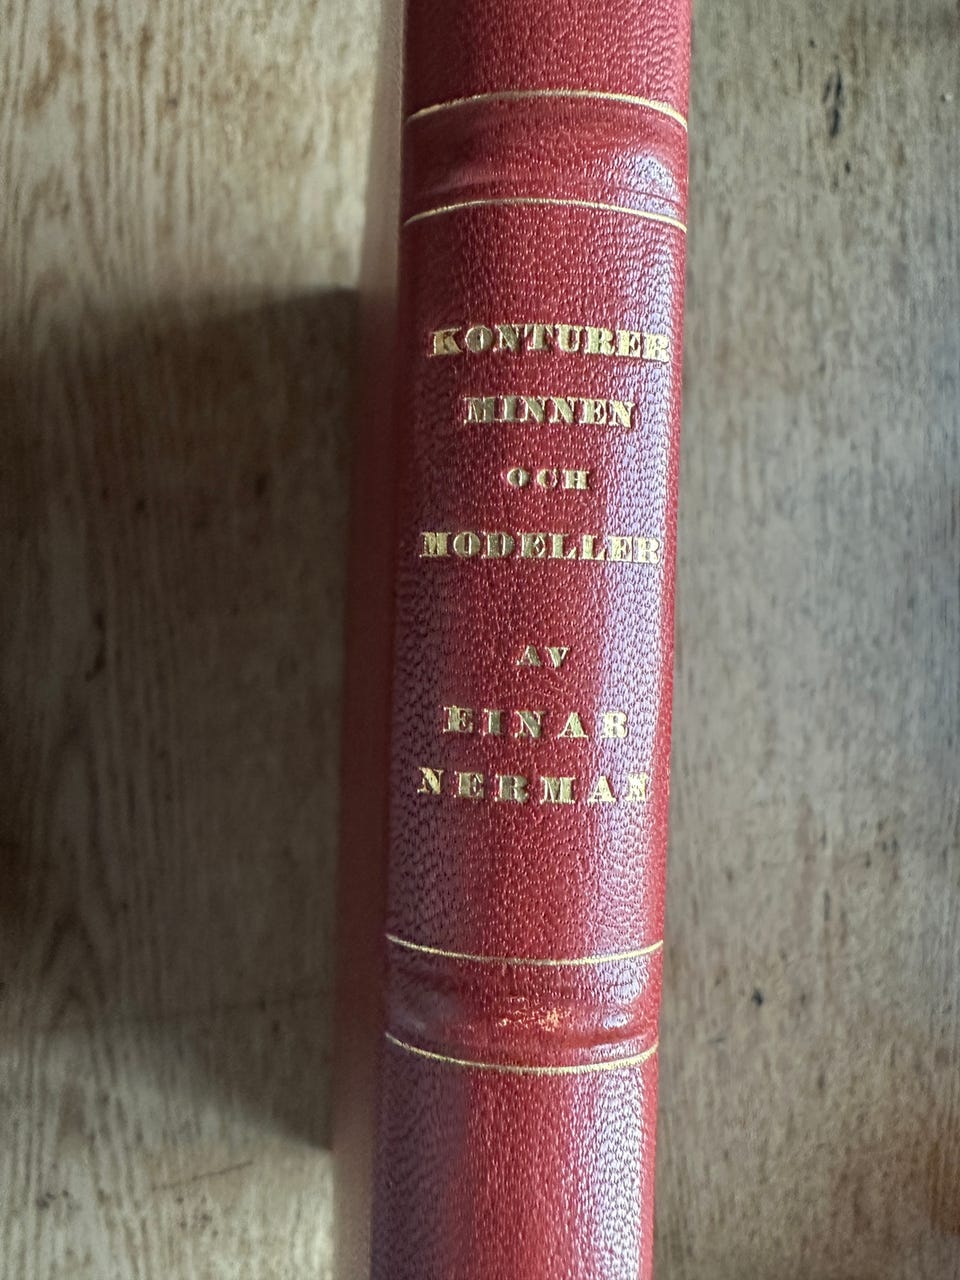 KONTURER
MINNEN
OCH
MODELLER
AV
EINAR
NERMAN